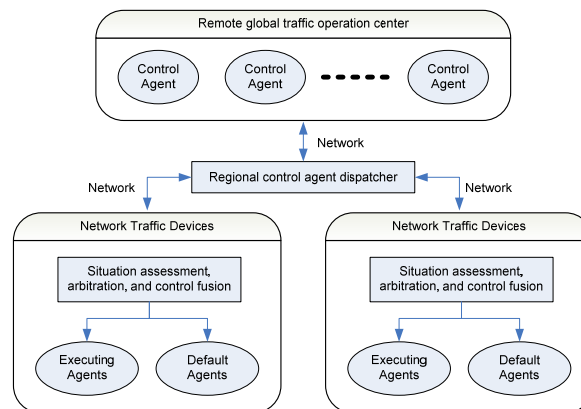 Remote global traffic operation center
Control
Agent
Control
Agent
Control
Agent
Network
Regional control agent dispatcher
Network
Network
Network Traffic Devices
Situation assessment,
arbitration, and control fusion
Executing
Agents
Default
Agents
Network Traffic Devices
Situation assessment,
arbitration, and control fusion
Executing
Agents
Default
Agents